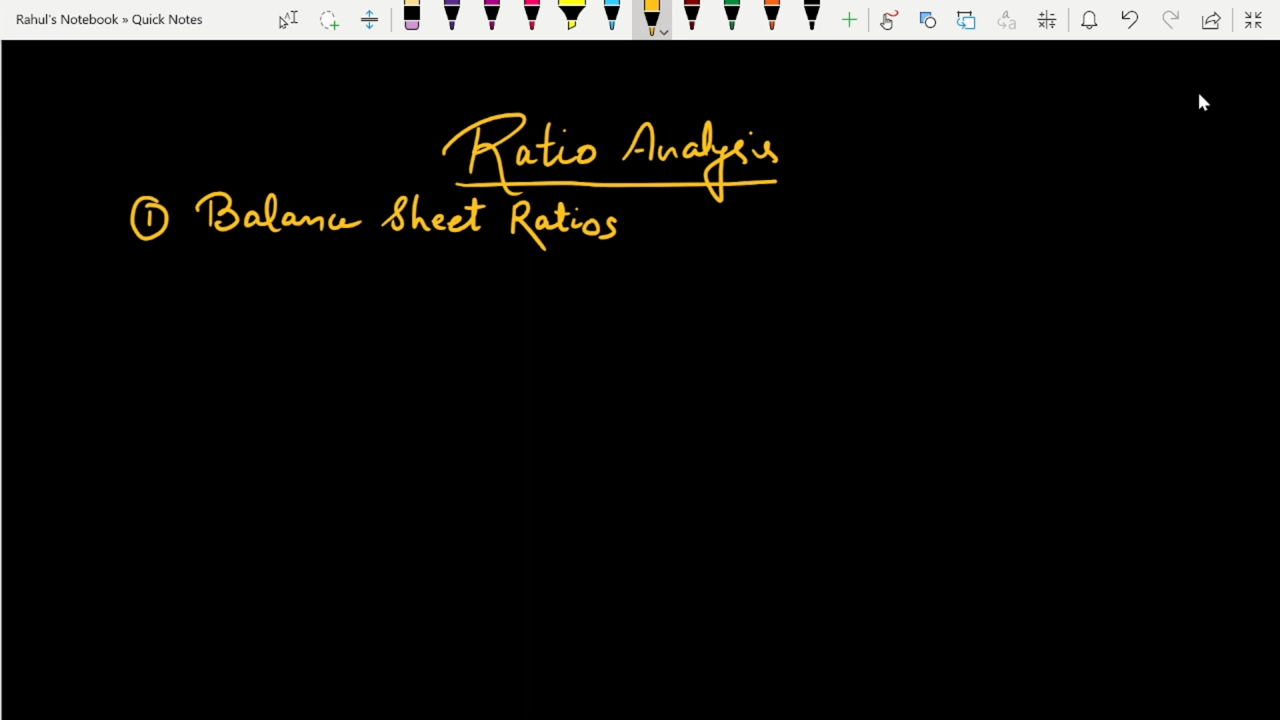 Rahul's Notebook » Quick Notes
Ratio Analysis
① Balance Sheet Ratios